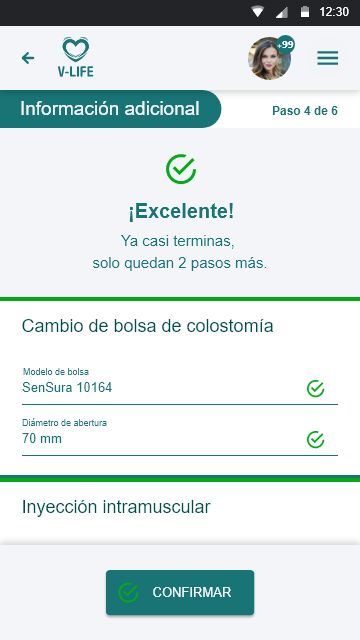 12:30
V-LIFE
+99
Información adicional
Paso 4 de 6
¡Excelente!
Ya casi terminas,
solo quedan 2 pasos más.
Cambio de bolsa de colostomía
Modelo de bolsa
SenSura 10164
Diámetro de abertura
70 mm
Inyección intramuscular
CONFIRMAR